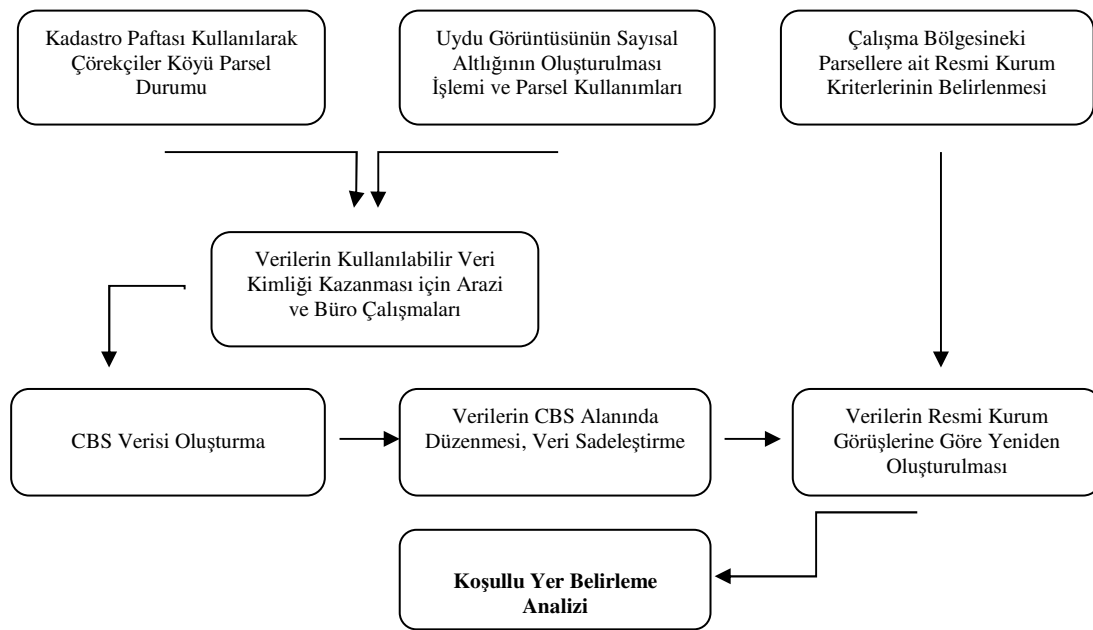 Kadastro Paftası Kullanılarak
Çörekçiler Köyü Parsel
Durumu
Uydu Görüntüsünün Sayısal
Altlığının Oluşturulması
İşlemi ve Parsel Kullanımları
Çalışma Bölgesineki
Parsellere ait Resmi Kurum
Kriterlerinin Belirlenmesi
Verilerin Kullanılabilir Veri
Kimliği Kazanması için Arazi
ve Büro Çalışmaları
CBS Verisi Oluşturma
Verilerin CBS Alanında
Düzenmesi, Veri Sadeleştirme
Verilerin Resmi Kurum
Görüşlerine Göre Yeniden
Oluşturulması
Koşullu Yer Belirleme
Analizi